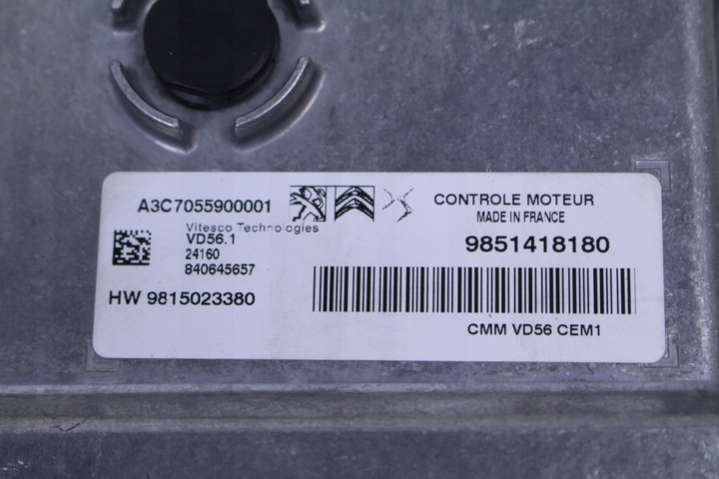 A3C7055900001
Vitesco Technologies
VD56.1
24160
840645657
HW 9815023380
CONTROLE MOTEUR
MADE IN FRANCE
9851418180
CMM VD56 CEM1